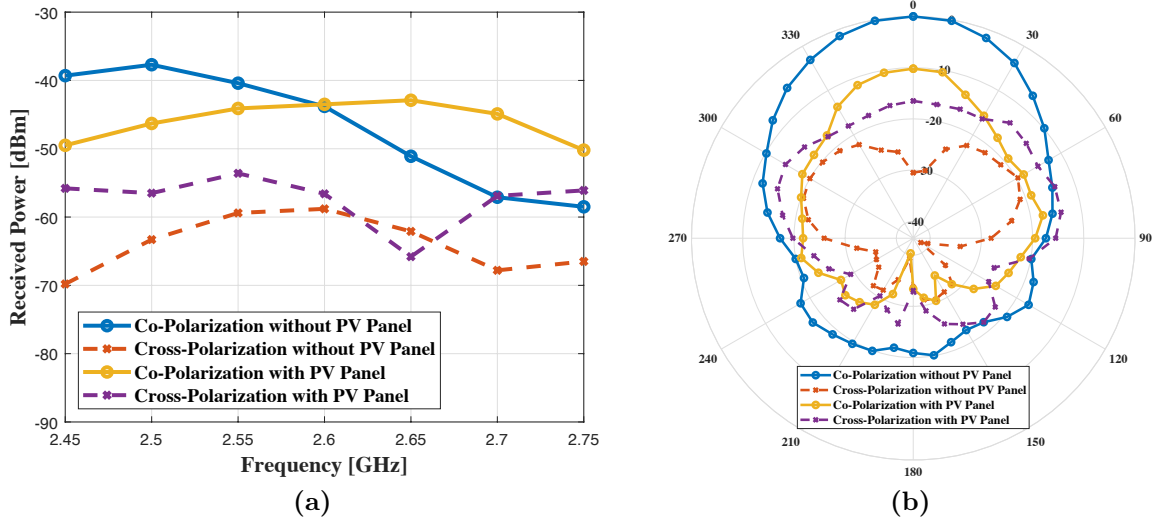 -30
-40
-50
-60
-70
-80
-90
Received Power [dBm]
2.45 2.5 2.55 2.6 2.65 2.7 2.75
Frequency [GHz]
Co-Polarization without PV Panel
Cross-Polarization without PV Panel
Co-Polarization with PV Panel
Cross-Polarization with PV Panel
(a)
0
330 30
300 60
270 90
240 120
210 150
180
-10
-20
-30
-40
Co-Polarization without PV Panel
Cross-Polarization without PV Panel
Co-Polarization with PV Panel
Cross-Polarization with PV Panel
(b)